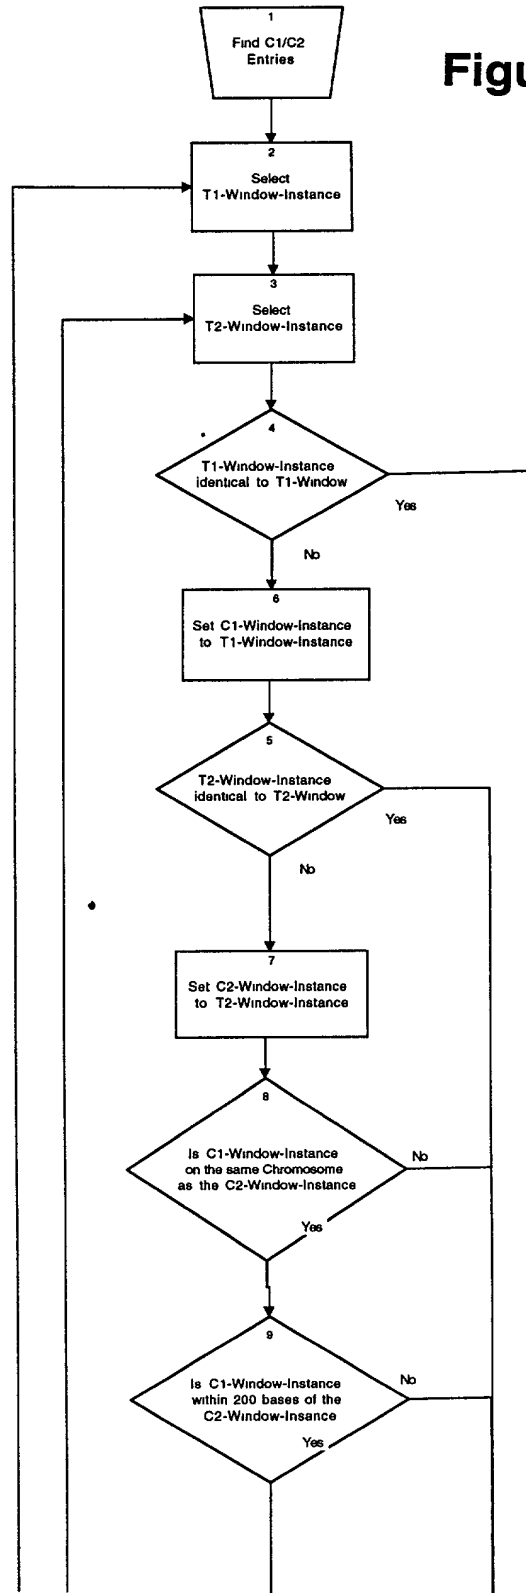 1
Find C1/C2
Entries
Figu
2
Select
T1-Window-Instance
3
Select
T2-Window-Instance
4
T1-Window-Instance
identical to T1-Window
Yes
No
6
Set C1-Window-Instance
to T1-Window-Instance
5
T2-Window-Instance
identical to T2-Window
Yes
No
7
Set C2-Window-Instance
to T2-Window-Instance
8
Is C1-Window-Instance
on the same Chromosome
as the C2-Window-Instance
No
Yes
9
Is C1-Window-Instance
within 200 bases of the
C2-Window-Insance
No
Yes